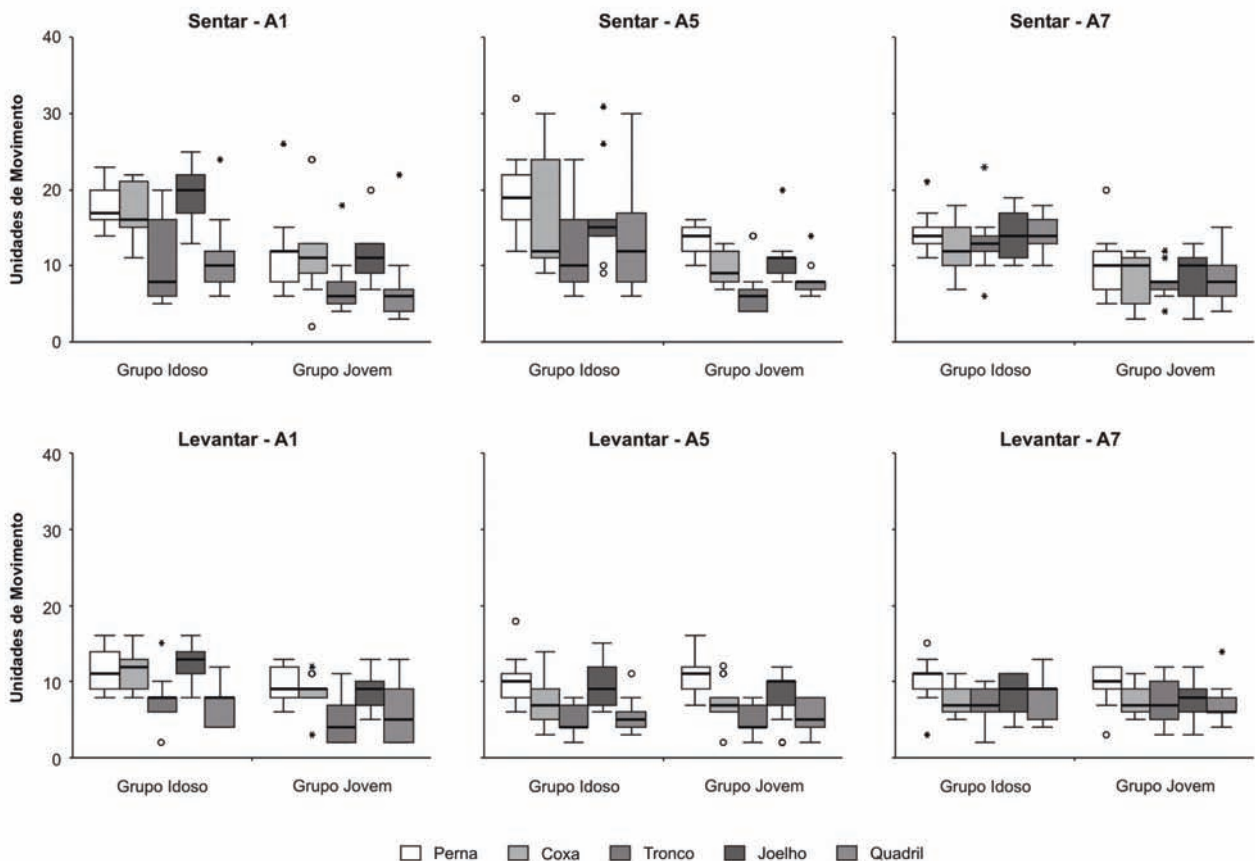 Sentar - A1
Sentar - A5
Sentar - A7
Unidades de Movimento
40
30
20
10
0
Grupo Idoso
Grupo Jovem
Grupo Idoso
Grupo Jovem
Grupo Idoso
Grupo Jovem
Levantar - A1
Levantar - A5
Levantar - A7
Unidades de Movimento
40
30
20
10
0
Grupo Idoso
Grupo Jovem
Grupo Idoso
Grupo Jovem
Grupo Idoso
Grupo Jovem
Perna
Coxa
Tronco
Joelho
Quadril